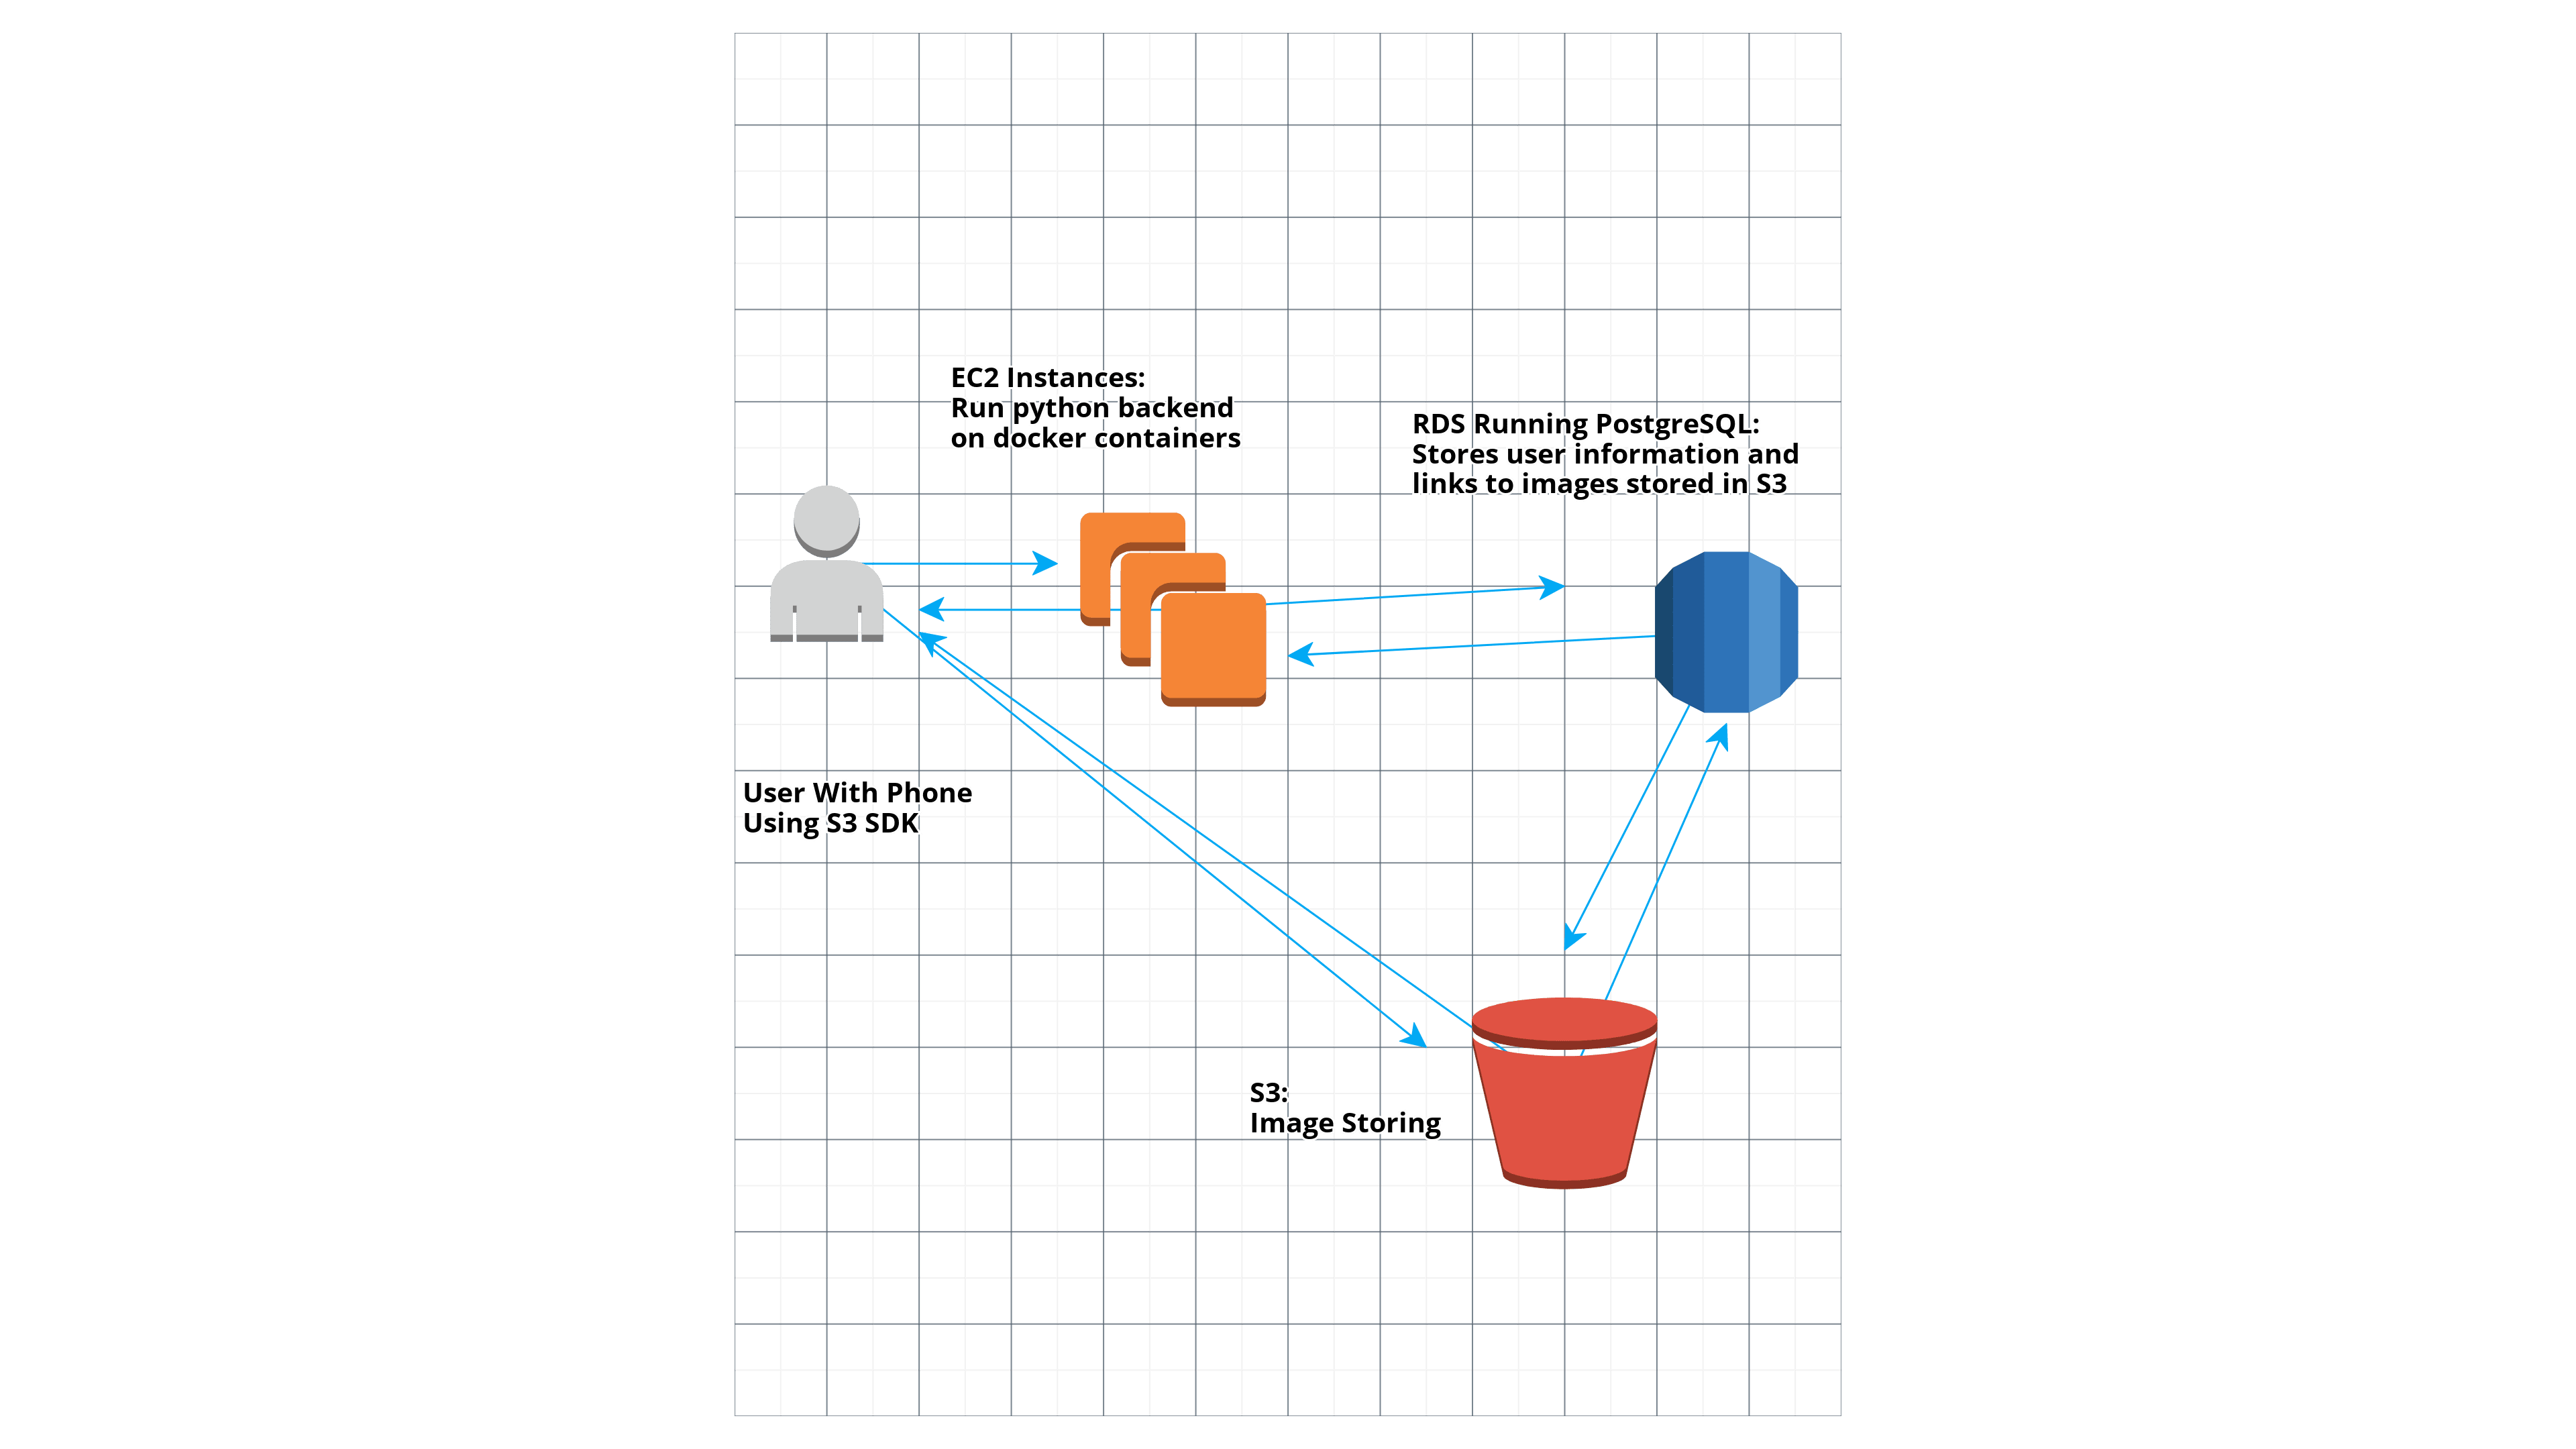 EC2 Instances:
Run python backend
on docker containers
RDS Running PostgreSQL:
Stores user information and
links to images stored in S3
User With Phone
Using S3 SDK
S3:
Image Storing